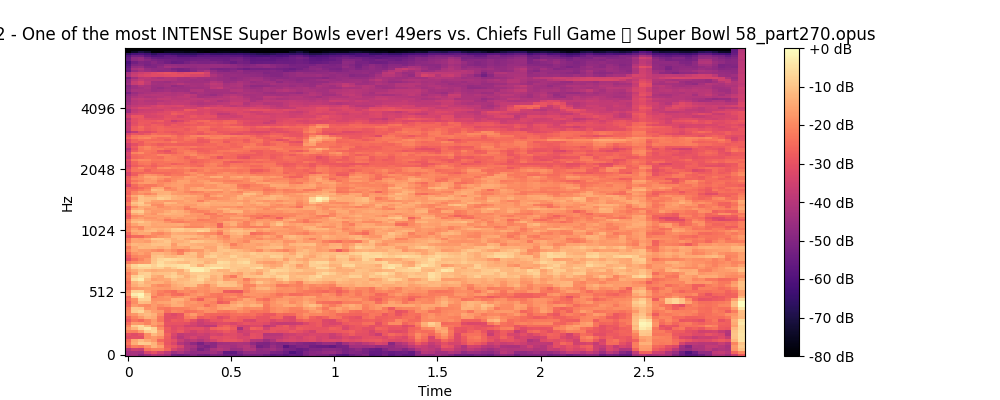 2 - One of the most INTENSE Super Bowls ever! 49ers vs. Chiefs Full Game  Super Bowl 58_part270.opus
+0 dB
-10 dB
-20 dB
-30 dB
-40 dB
-50 dB
-60 dB
-70 dB
-80 dB
4096
2048
1024
512
0
Hz
0
0.5
1
1.5
2
2.5
Time